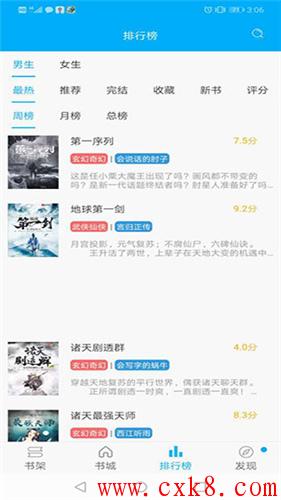 3:06
排行榜
男生 女生
最热 推荐 完结 收藏 新书 评分
周榜 月榜 总榜
第一序列 7.5分
玄幻奇幻 会说话的肘子
这是任小粟大魔王出现了吗？画风都不带变
的？是新一代话题终结者吗？肘星人准备好了吗
地球第一剑 9.2分
武侠仙侠 言归正传
月宫投影，元气复苏；不腐仙尸，六碑仙诀。
王升活了两世，上辈子在天地大变的机遇中...
诸天剧透群 4.0分
玄幻奇幻 会写字的蜗牛
穿越天地复苏的平行世界，偶获诸天聊天群。
正所谓剧透一时爽，一直剧透一直爽！
诸天最强天师 8.3分
玄幻奇幻 西江听雨
书架 书城 排行榜 发现
www.cxk8.com